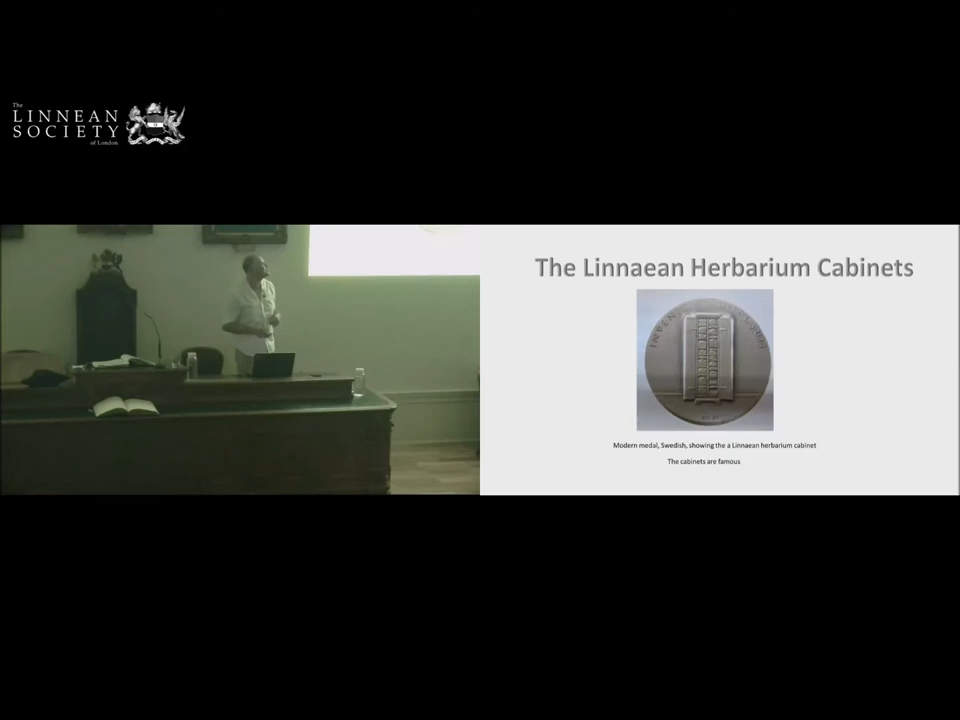 The
LINNEAN
SOCIETY
of London
The Linnaean Herbarium Cabinets
Modern medal, Swedish, showing the a Linnaean herbarium cabinet
The cabinets are famous